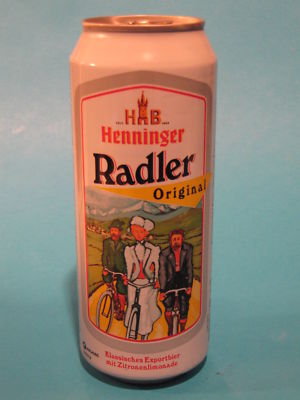 HB
Henninger
Radler
Original
Klassisches Exportbier
mit Zitronenlimonade